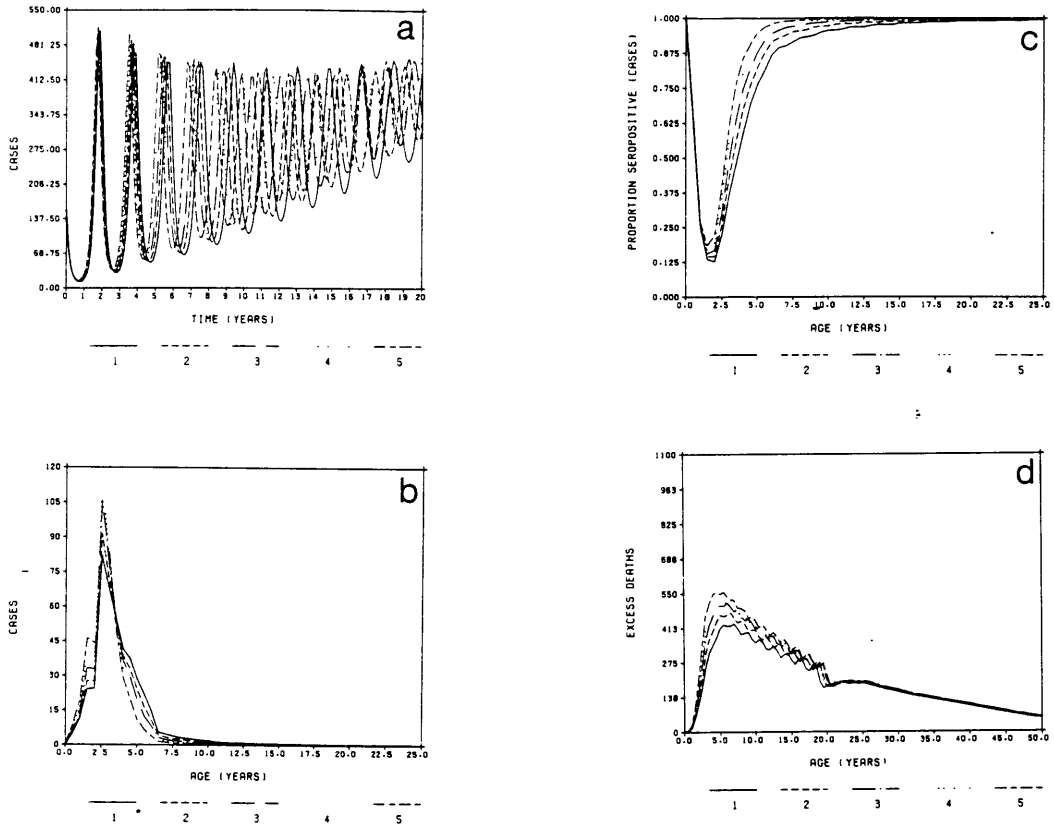 a
550.00
481.25
412.50
343.75
275.00
206.25
137.50
68.75
0.00
CASES
0 1 2 3 4 5 6 7 8 9 10 11 12 13 14 15 16 17 18 19 20
TIME (YEARS)
1 2 3 4 5
c
1.000
0.875
0.750
0.625
0.500
0.375
0.250
0.125
0.000
PROPORTION SEROPOSITIVE (CASES)
0.0 2.5 5.0 7.5 10.0 12.5 15.0 17.5 20.0 22.5 25.0
AGE (YEARS)
1 2 3 4 5
b
120
105
90
75
60
45
30
15
0
CASES
0.0 2.5 5.0 7.5 10.0 12.5 15.0 17.5 20.0 22.5 25.0
AGE (YEARS)
1 2 3 4 5
d
1100
963
825
688
550
413
275
138
0
EXCESS DEATHS
0.0 5.0 10.0 15.0 20.0 25.0 30.0 35.0 40.0 45.0 50.0
AGE (YEARS)
1 2 3 4 5